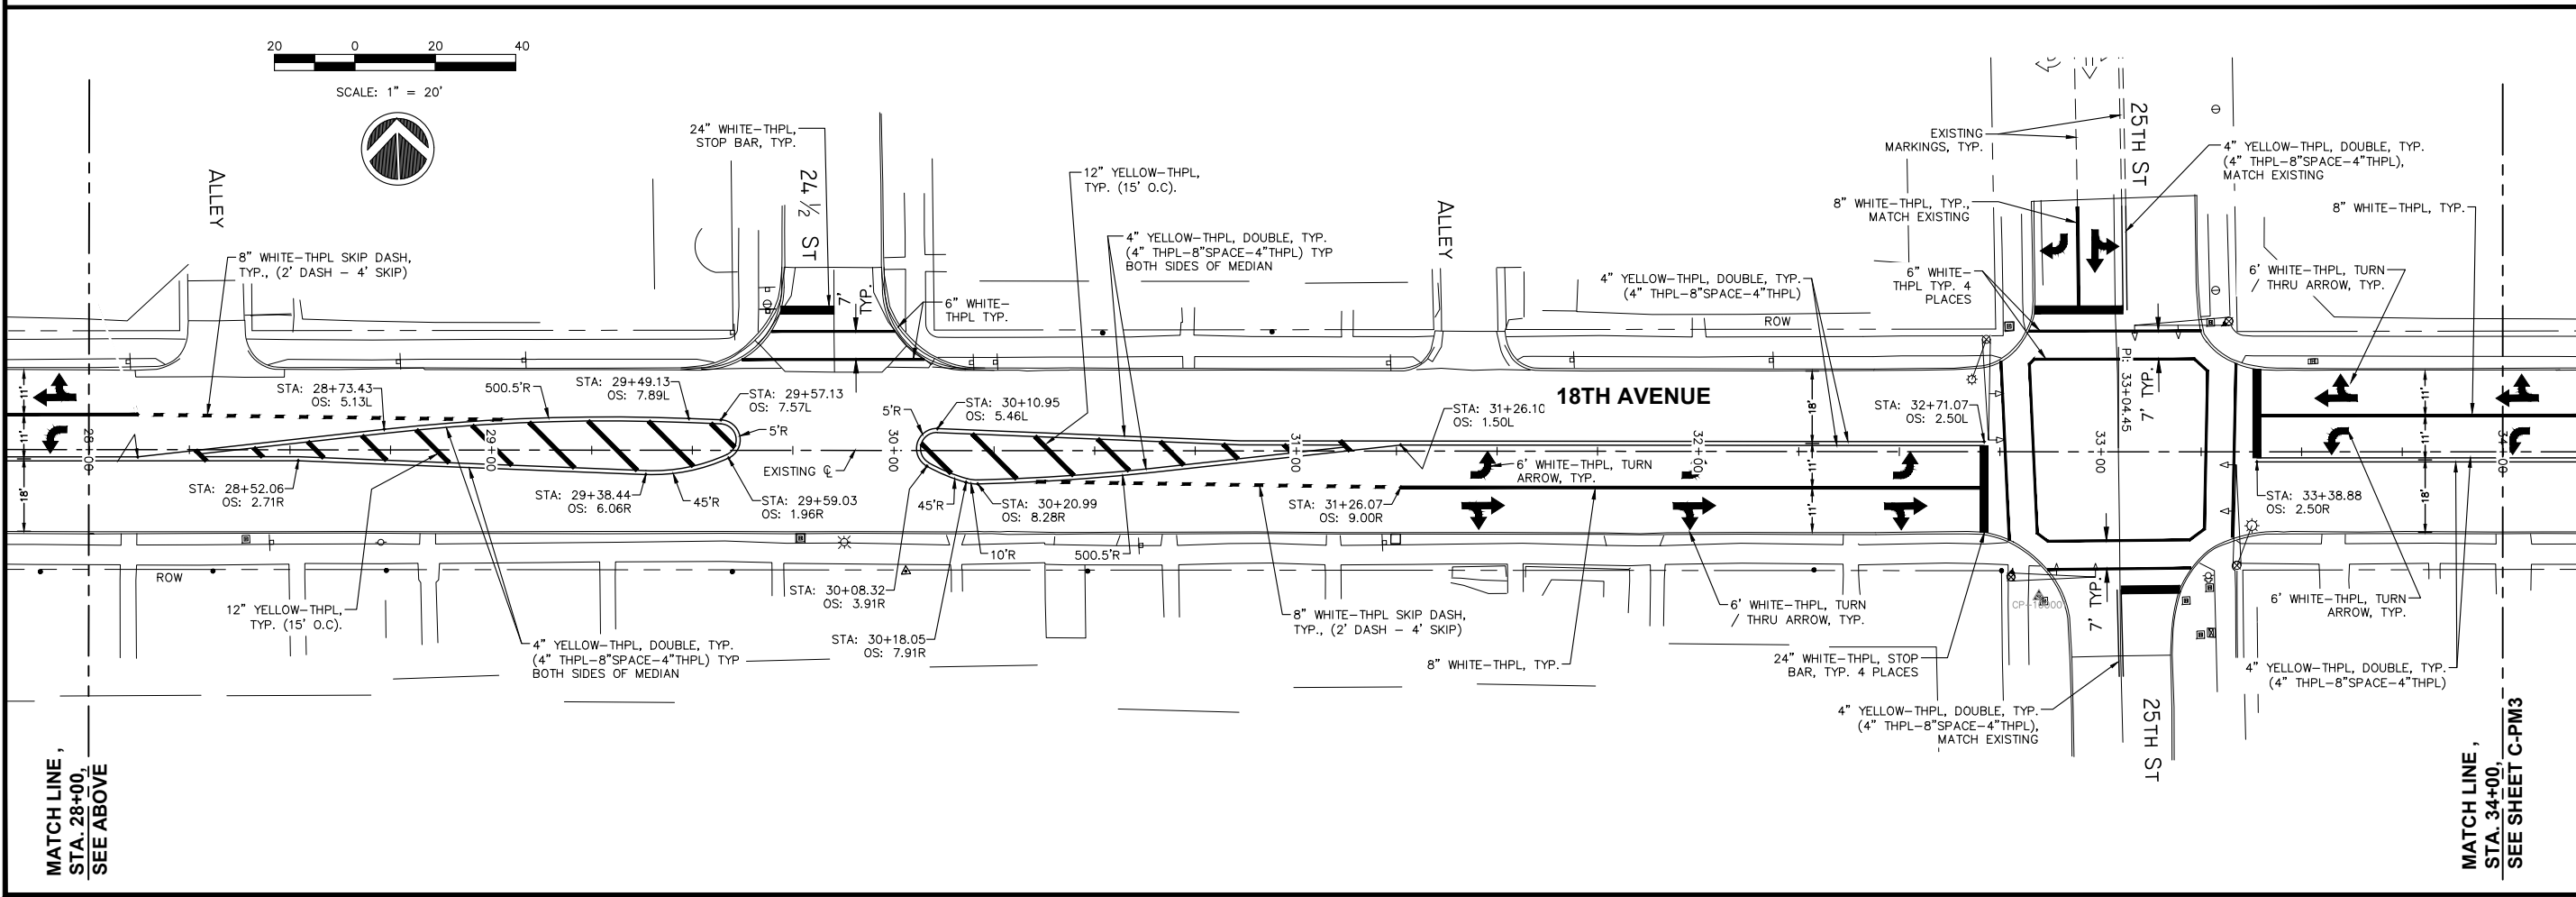 20 0 20 40
SCALE: 1" = 20'
ALLEY
8" WHITE-THPL SKIP DASH,
TYP., (2' DASH - 4' SKIP)
24" WHITE-THPL,
STOP BAR, TYP.
24 ½ ST
7'
TYP.
6" WHITE-
THPL TYP.
12" YELLOW-THPL,
TYP. (15' O.C).
4" YELLOW-THPL, DOUBLE, TYP.
(4" THPL-8"SPACE-4"THPL) TYP
BOTH SIDES OF MEDIAN
ALLEY
4" YELLOW-THPL, DOUBLE, TYP.
(4" THPL-8"SPACE-4"THPL)
ROW
EXISTING
MARKINGS, TYP.
8" WHITE-THPL, TYP.,
MATCH EXISTING
6" WHITE-
THPL TYP. 4
PLACES
25TH ST
4" YELLOW-THPL, DOUBLE, TYP.
(4" THPL-8"SPACE-4"THPL),
MATCH EXISTING
8" WHITE-THPL, TYP.
6' WHITE-THPL, TURN
/ THRU ARROW, TYP.
11'
11'
18'
28+00
STA: 28+73.43
OS: 5.13L
500.5'R
STA: 29+49.13
OS: 7.89L
STA: 29+57.13
OS: 7.57L
5'R
29+00
EXISTING ℄
STA: 28+52.06
OS: 2.71R
STA: 29+38.44
OS: 6.06R
45'R
STA: 29+59.03
OS: 1.96R
5'R
STA: 30+10.95
OS: 5.46L
30+00
45'R
STA: 30+20.99
OS: 8.28R
10'R
500.5'R
31+00
STA: 31+26.10
OS: 1.50L
STA: 31+26.07
OS: 9.00R
18TH AVENUE
6' WHITE-THPL, TURN
ARROW, TYP.
32+00
18'
11'
11'
STA: 32+71.07
OS: 2.50L
PI: 33+04.45
7' TYP.
33+00
11'
11'
18'
STA: 33+38.88
OS: 2.50R
34+00
ROW
12" YELLOW-THPL,
TYP. (15' O.C).
4" YELLOW-THPL, DOUBLE, TYP.
(4" THPL-8"SPACE-4"THPL) TYP
BOTH SIDES OF MEDIAN
STA: 30+08.32
OS: 3.91R
STA: 30+18.05
OS: 7.91R
8" WHITE-THPL SKIP DASH,
TYP., (2' DASH - 4' SKIP)
8" WHITE-THPL, TYP.
6' WHITE-THPL, TURN
/ THRU ARROW, TYP.
24" WHITE-THPL, STOP
BAR, TYP. 4 PLACES
4" YELLOW-THPL, DOUBLE, TYP.
(4" THPL-8"SPACE-4"THPL),
MATCH EXISTING
7' TYP.
25TH ST
6' WHITE-THPL, TURN
ARROW, TYP.
4" YELLOW-THPL, DOUBLE, TYP.
(4" THPL-8"SPACE-4"THPL)
MATCH LINE ,
STA. 28+00,
SEE ABOVE
MATCH LINE ,
STA. 34+00,
SEE SHEET C-PM3